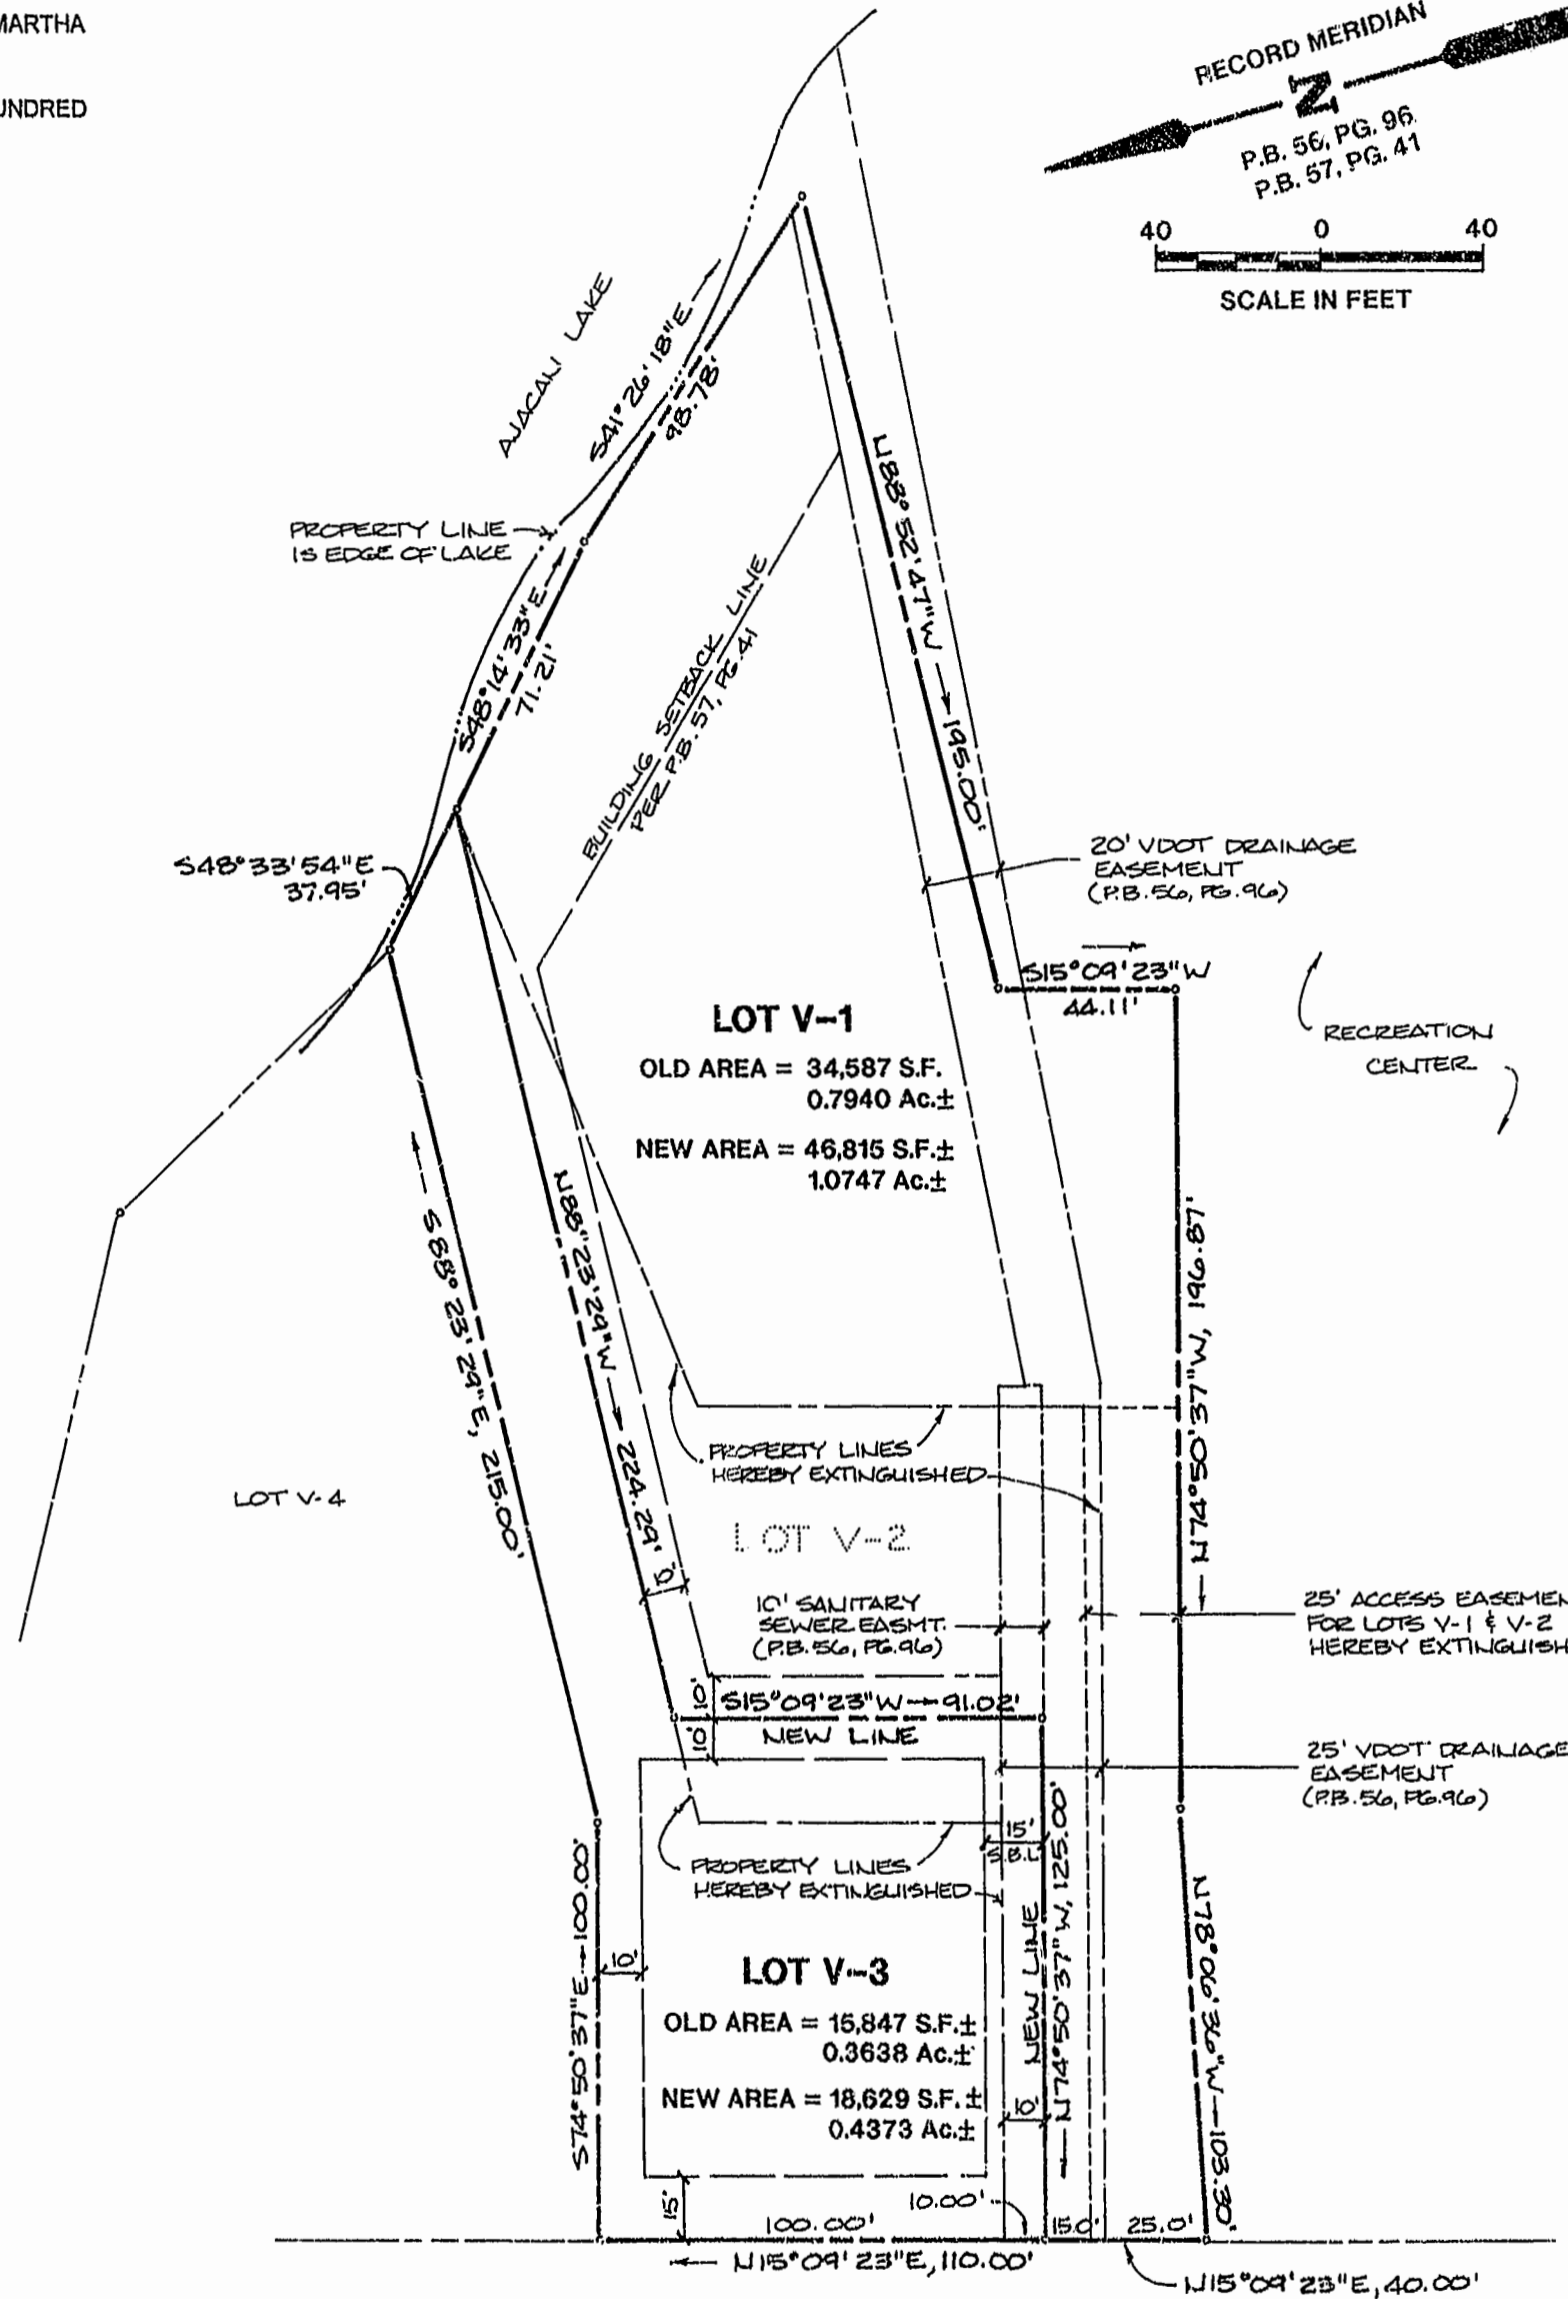 MARTHA
UNDRED
RECORD MERIDIAN
N
P.B. 56, PG. 96
P.B. 57, PG. 41
40 0 40
SCALE IN FEET
AJACAN LAKE
S41°26'18"E
98.78'
PROPERTY LINE
IS EDGE OF LAKE
S48°14'33"E
71.21'
N88°52'47"W
195.00'
BUILDING SETBACK LINE
PER P.B. 57, PG. 41
S48°33'54"E
37.95'
20' VDOT DRAINAGE
EASEMENT
(P.B. 56, PG. 96)
S15°09'23"W
44.11'
RECREATION
CENTER
LOT V-1
OLD AREA = 34,587 S.F.
0.7940 Ac.±
NEW AREA = 46,815 S.F.±
1.0747 Ac.±
S88°23'29"E, 215.00'
N88°23'29"W
224.29'
N74°50'37"W, 196.87'
PROPERTY LINES
HEREBY EXTINGUISHED
LOT V-4
LOT V-2
10'
10' SANITARY
SEWER EASMT.
(P.B. 56, PG. 96)
25' ACCESS EASEMEN
FOR LOTS V-1 & V-2
HEREBY EXTINGUISH
10'
S15°09'23"W 91.02'
10'
NEW LINE
25' VDOT DRAINAGE
EASEMENT
(P.B. 56, PG. 96)
15'
S.B.L.
PROPERTY LINES
HEREBY EXTINGUISHED
S74°50'37"E 100.00'
10'
LOT V-3
OLD AREA = 15,847 S.F.±
0.3638 Ac.±
NEW AREA = 18,629 S.F.±
0.4373 Ac.±
NEW LINE
N74°50'37"W, 125.00'
10'
N78°06'36"W 103.30'
15'
100.00'
10.00'
15.0'
25.0'
N15°09'23"E, 110.00'
N15°09'23"E, 40.00'